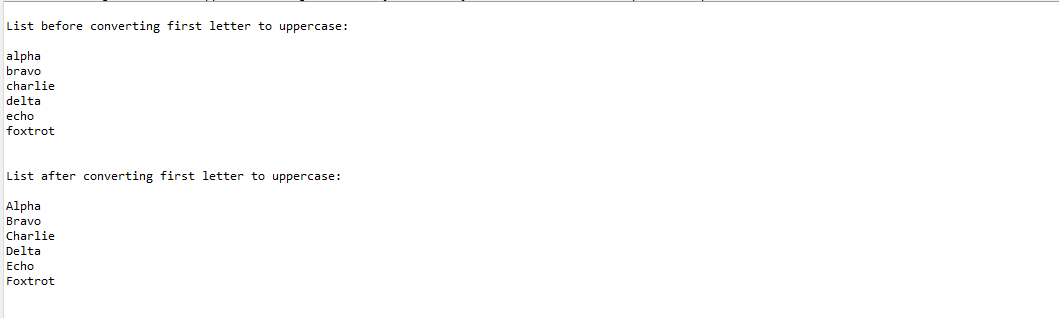 List before converting first letter to uppercase:
alpha
bravo
charlie
delta
echo
foxtrot
List after converting first letter to uppercase:
Alpha
Bravo
Charlie
Delta
Echo
Foxtrot